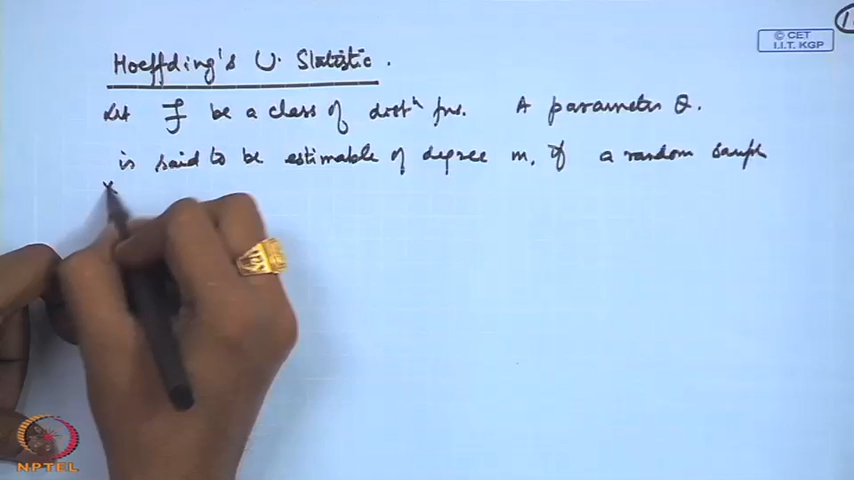 © CET
I.I.T. KGP
Hoeffding's U. Statistic.
Let F be a class of distⁿ fns. A parameter θ.
is said to be estimable of degree m, if a random sample
X
NPTEL